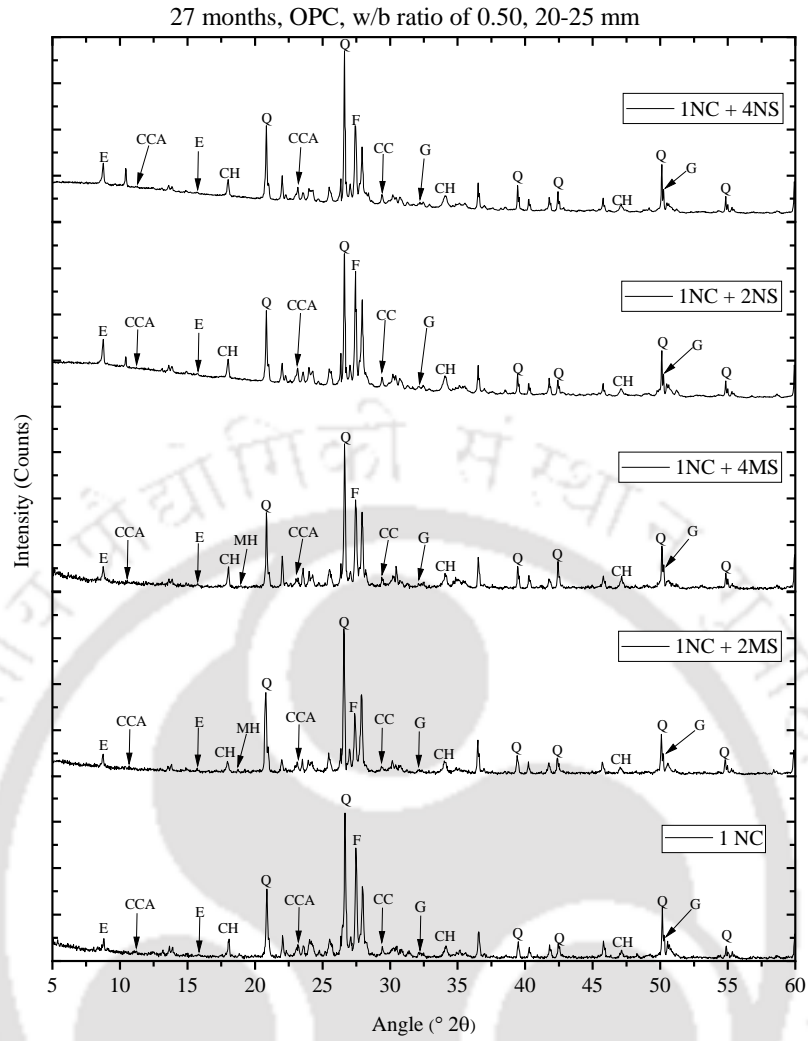 27 months, OPC, w/b ratio of 0.50, 20-25 mm
Q
1NC + 4NS
E CCA E CH Q CCA F CC G CH Q Q CH Q G Q
Q
1NC + 2NS
E CCA E CH Q CCA F CC G CH Q Q CH Q G Q
Q
1NC + 4MS
E CCA E CH MH Q CCA F CC G CH Q Q CH Q G Q
Q
1NC + 2MS
E CCA E CH MH Q CCA F CC G CH Q Q CH Q G Q
Q
1 NC
E CCA E CH Q CCA F CC G CH Q Q CH Q G Q
5 10 15 20 25 30 35 40 45 50 55 60
Angle (° 2θ)
Intensity (Counts)